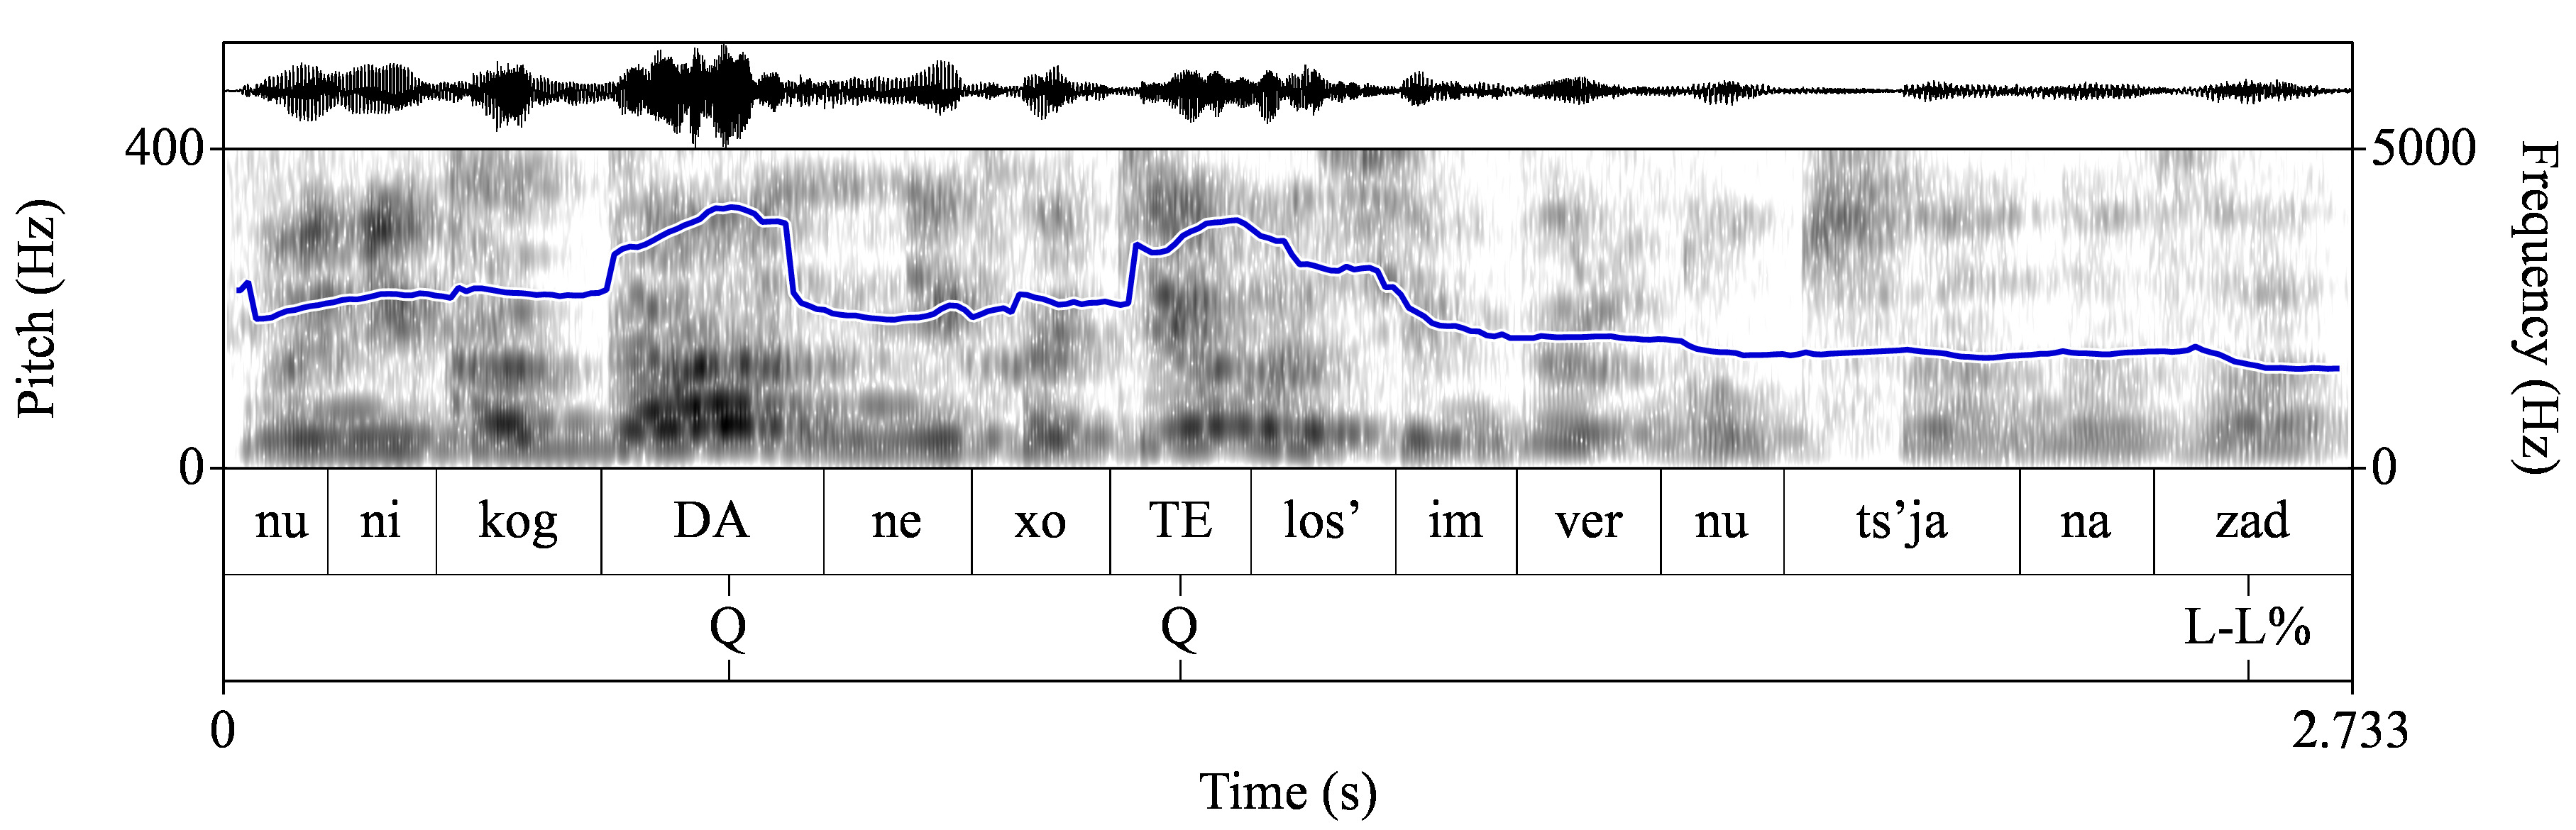 400
5000
Pitch (Hz)
Frequency (Hz)
0
0
nu ni kog DA ne xo TE los’ im ver nu ts’ja na zad
Q Q L-L%
0
2.733
Time (s)